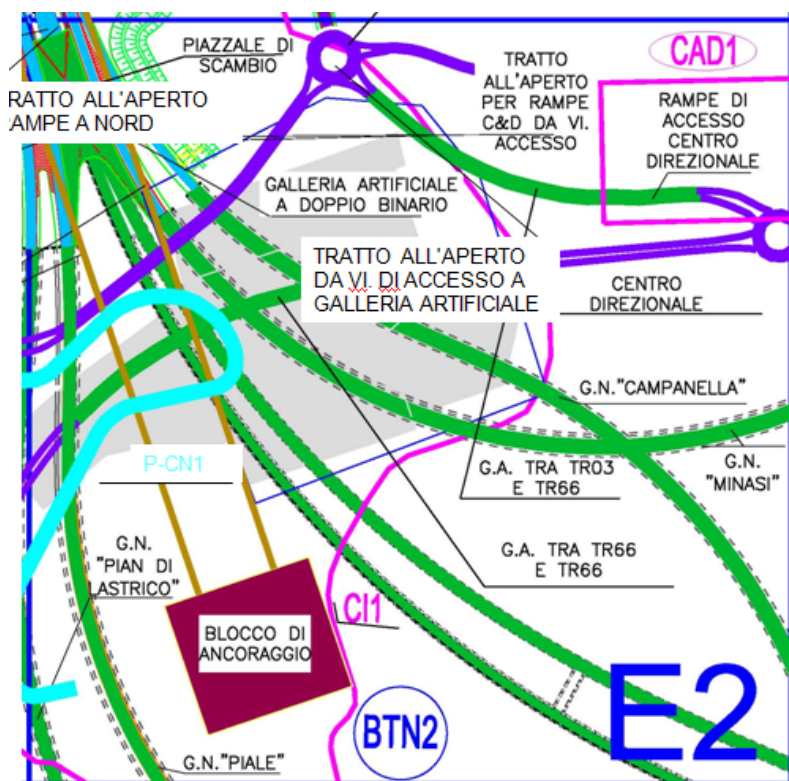 PIAZZALE DI
SCAMBIO
RATTO ALL'APERTO
AMPE A NORD
TRATTO
ALL'APERTO
PER RAMPE
C&D DA VI.
ACCESSO
CAD1
RAMPE DI
ACCESSO
CENTRO
DIREZIONALE
GALLERIA ARTIFICIALE
A DOPPIO BINARIO
TRATTO ALL'APERTO
DA VI. DI ACCESSO A
GALLERIA ARTIFICIALE
CENTRO
DIREZIONALE
G.N."CAMPANELLA"
G.N.
"MINASI"
P-CN1
G.A. TRA TR03
E TR66
G.N.
"PIAN DI
LASTRICO"
G.A. TRA TR66
E TR66
CI1
BLOCCO DI
ANCORAGGIO
E2
BTN2
G.N."PIALE"